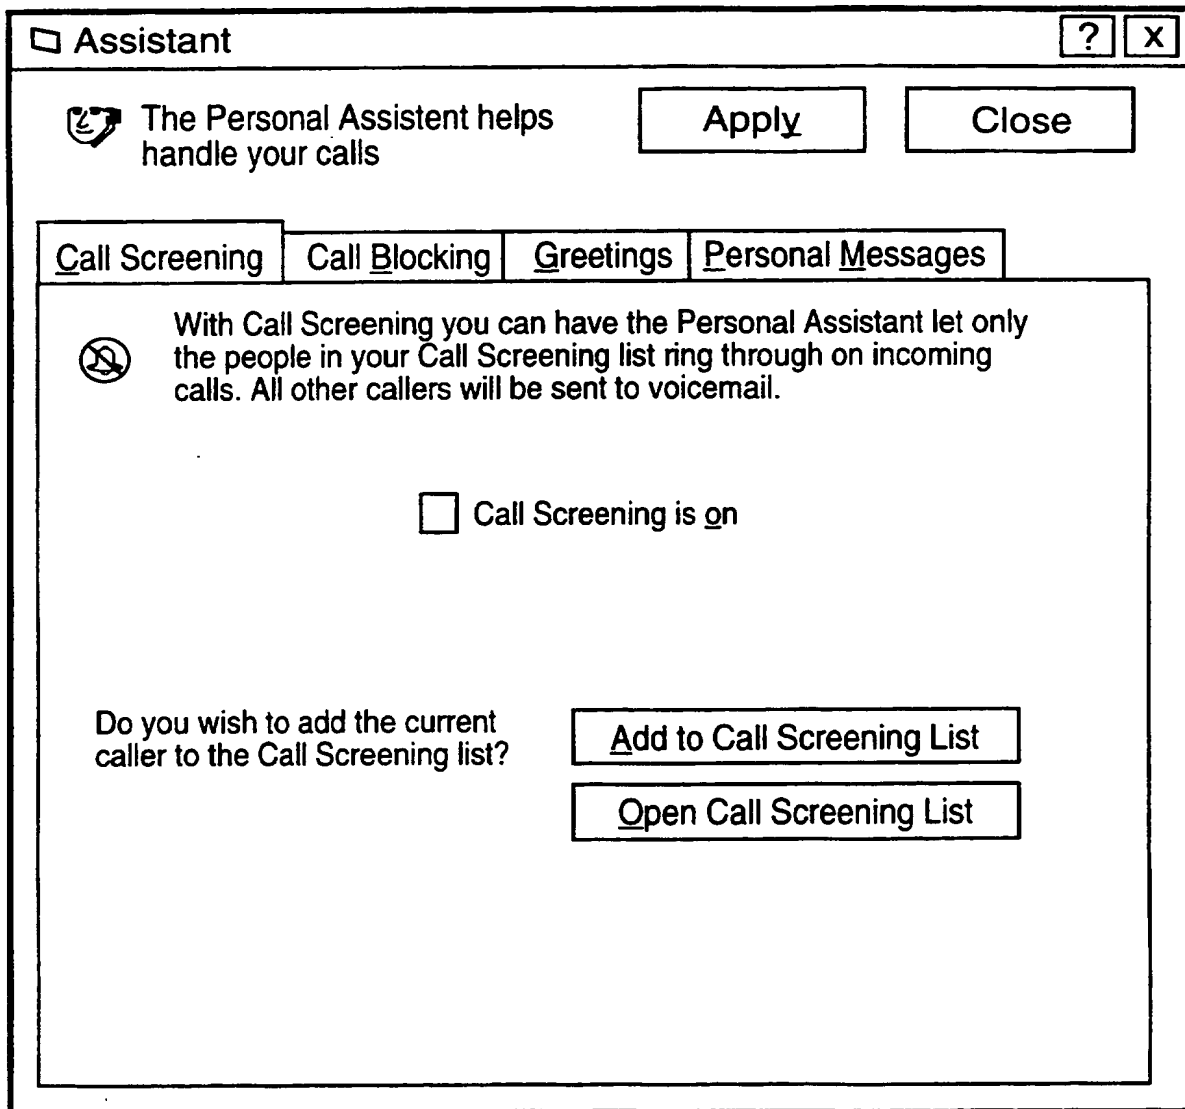 Assistant
? X
The Personal Assistent helps
handle your calls
Apply
Close
Call Screening
Call Blocking
Greetings
Personal Messages
With Call Screening you can have the Personal Assistant let only
the people in your Call Screening list ring through on incoming
calls. All other callers will be sent to voicemail.
Call Screening is on
Do you wish to add the current
caller to the Call Screening list?
Add to Call Screening List
Open Call Screening List